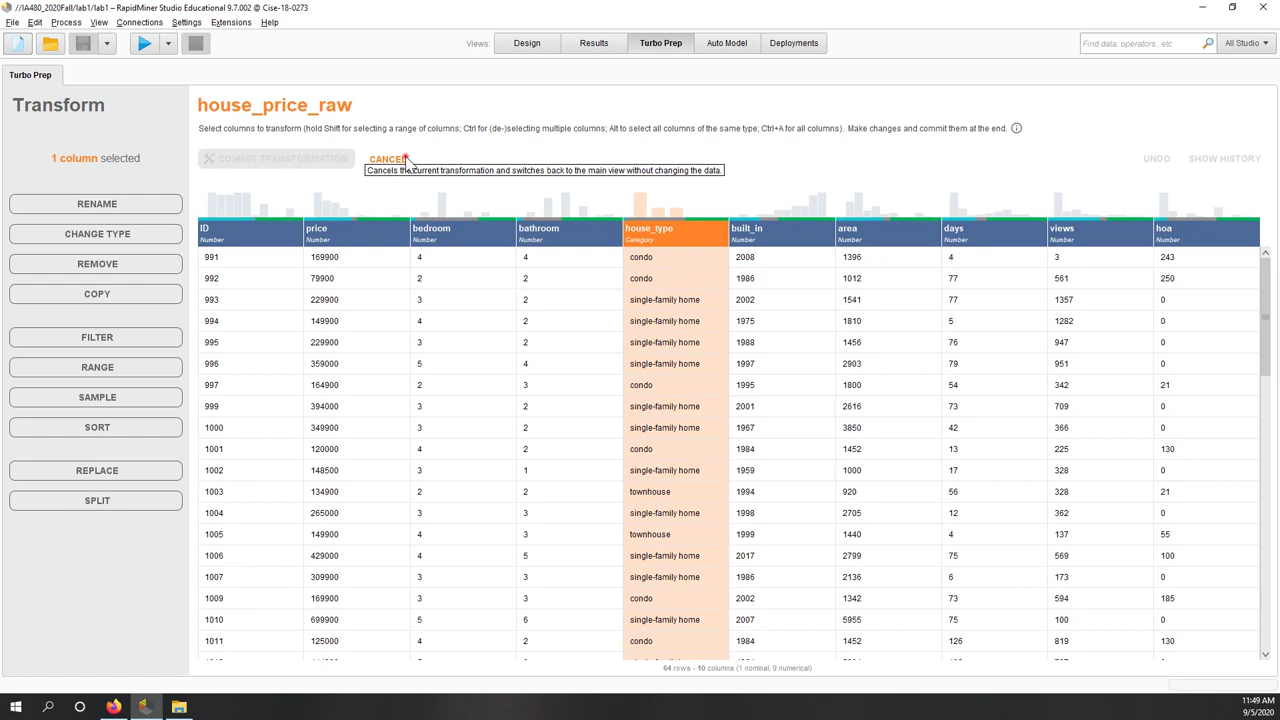 //IA480_2020Fall/lab1/lab1 – RapidMiner Studio Educational 9.7.002 @ Cise-18-0273
File Edit Process View Connections Settings Extensions Help
Views: Design Results Turbo Prep Auto Model Deployments Find data, operators...etc All Studio
Turbo Prep
Transform
1 column selected
RENAME
CHANGE TYPE
REMOVE
COPY
FILTER
RANGE
SAMPLE
SORT
REPLACE
SPLIT
house_price_raw
Select columns to transform (hold Shift for selecting a range of columns; Ctrl for (de-)selecting multiple columns; Alt to select all columns of the same type; Ctrl+A for all columns). Make changes and commit them at the end.
COMMIT TRANSFORMATION CANCEL UNDO SHOW HISTORY
Cancels the current transformation and switches back to the main view without changing the data.
ID price bedroom bathroom house_type built_in area days views hoa
Number Number Number Number Category Number Number Number Number Number
991 169900 4 4 condo 2008 1396 4 3 243
992 79900 2 2 condo 1986 1012 77 561 250
993 229900 3 2 single-family home 2002 1541 77 1357 0
994 149900 4 2 single-family home 1975 1810 5 1282 0
995 229900 3 2 single-family home 1988 1456 76 947 0
996 359000 5 4 single-family home 1997 2903 79 951 0
997 164900 2 3 condo 1995 1800 54 342 21
999 394000 3 2 single-family home 2001 2616 73 709 0
1000 349900 3 2 single-family home 1967 3850 42 366 0
1001 120000 4 2 condo 1984 1452 13 225 130
1002 148500 3 1 single-family home 1959 1000 17 328 0
1003 134900 2 2 townhouse 1994 920 56 328 21
1004 265000 3 2 single-family home 1998 2705 12 362 0
1005 149900 4 3 townhouse 1999 1440 4 137 55
1006 429000 4 5 single-family home 2017 2799 75 569 100
1007 309900 3 3 single-family home 1986 2136 6 173 0
1009 169900 3 3 condo 2002 1342 73 594 185
1010 699900 5 6 single-family home 2007 5955 75 100 0
1011 125000 4 2 condo 1984 1452 126 819 130
64 rows - 10 columns (1 nominal, 9 numerical)
11:49 AM
9/5/2020